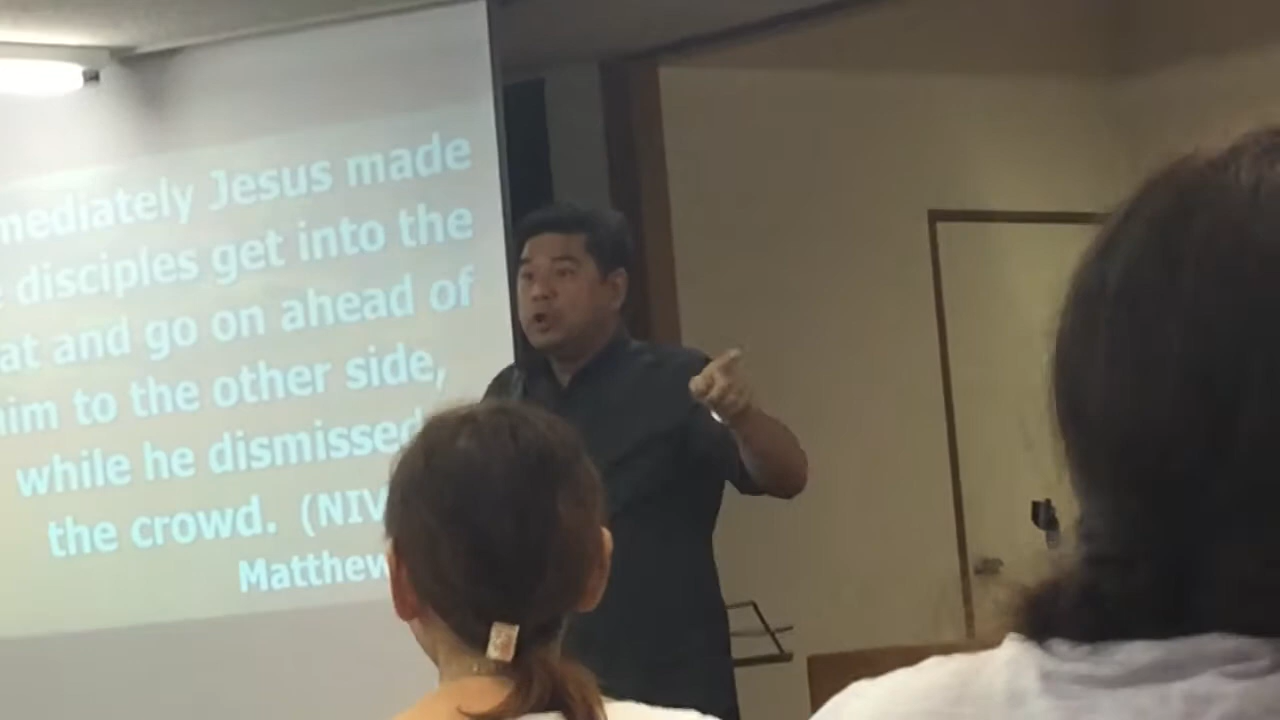 mediately Jesus made
disciples get into the
at and go on ahead of
him to the other side,
while he dismissed
the crowd. (NIV
Matthew